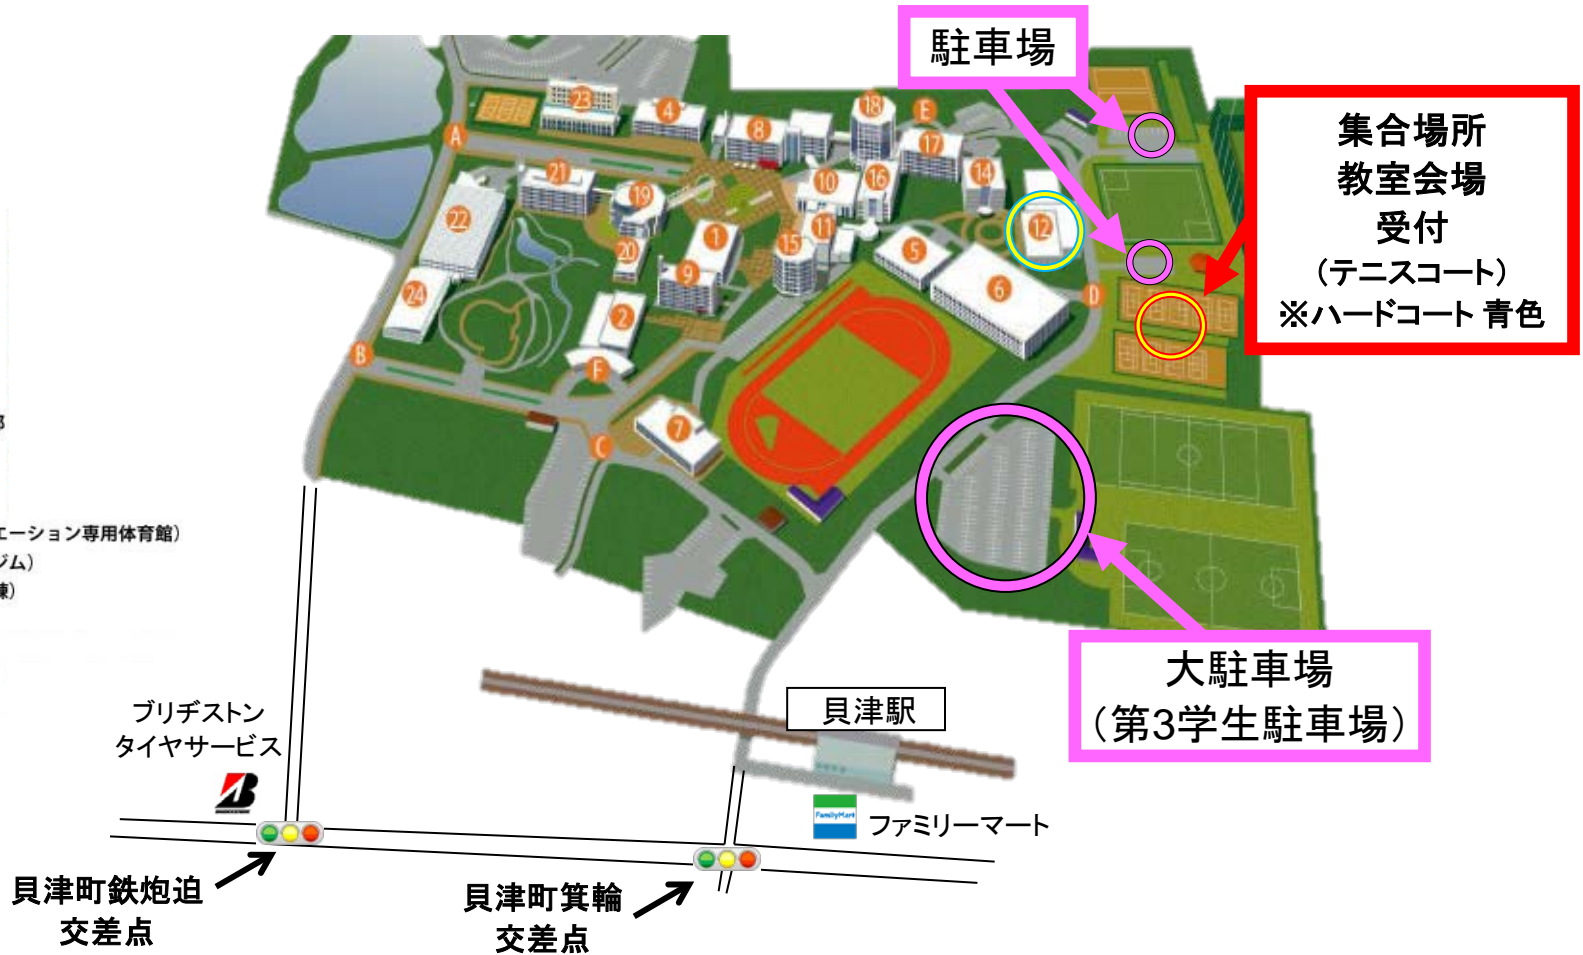 駐車場
集合場所
教室会場
受付
（テニスコート）
※ハードコート 青色
23
4
8
18
E
17
A
21
19
10
16
14
22
1
11
12
20
15
5
9
6
24
2
D
B
F
7
C
エーション専用体育館）
ジム）
棟）
大駐車場
（第3学生駐車場）
貝津駅
ブリヂストン
タイヤサービス
FamilyMart
ファミリーマート
貝津町鉄炮迫
交差点
貝津町箕輪
交差点